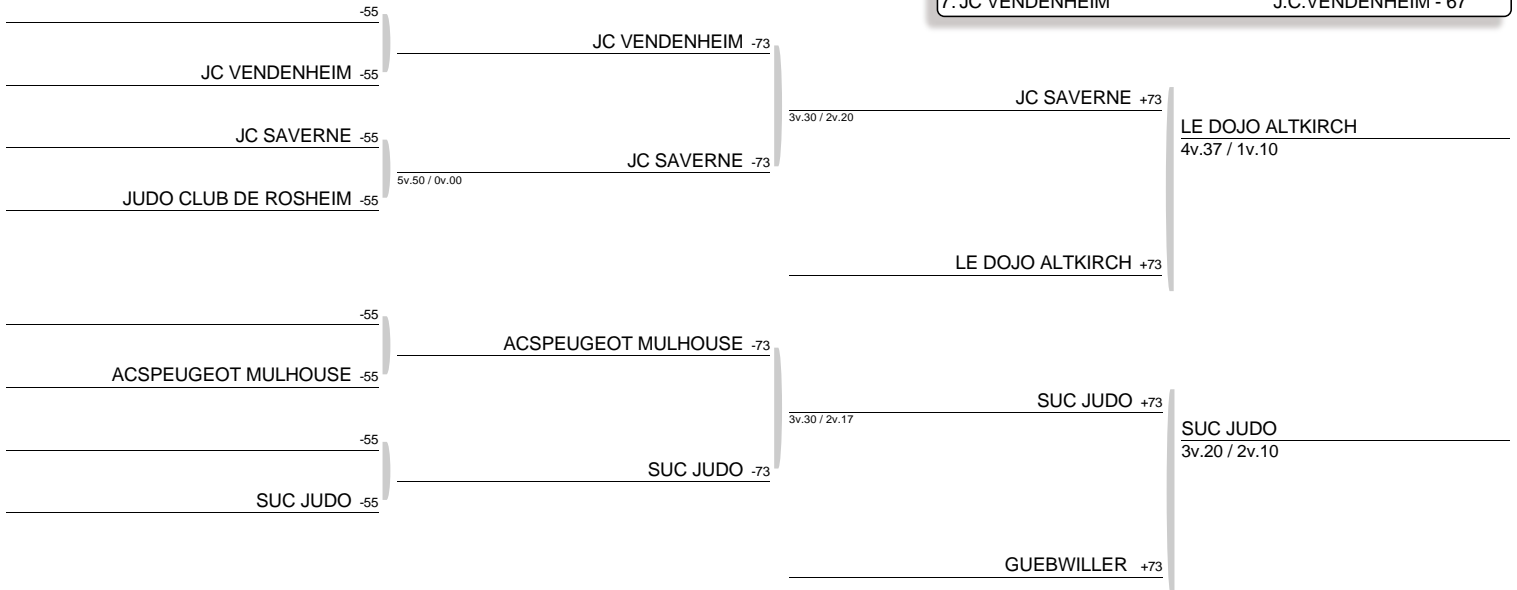 7. JC VENDENHEIM J.C.VENDENHEIM - 67
-55
JC VENDENHEIM -73
JC VENDENHEIM -55
JC SAVERNE +73
3v.30 / 2v.20
LE DOJO ALTKIRCH
4v.37 / 1v.10
JC SAVERNE -55
JC SAVERNE -73
5v.50 / 0v.00
JUDO CLUB DE ROSHEIM -55
LE DOJO ALTKIRCH +73
-55
ACSPEUGEOT MULHOUSE -73
ACSPEUGEOT MULHOUSE -55
SUC JUDO +73
3v.30 / 2v.17
SUC JUDO
3v.20 / 2v.10
-55
SUC JUDO -73
SUC JUDO -55
GUEBWILLER +73